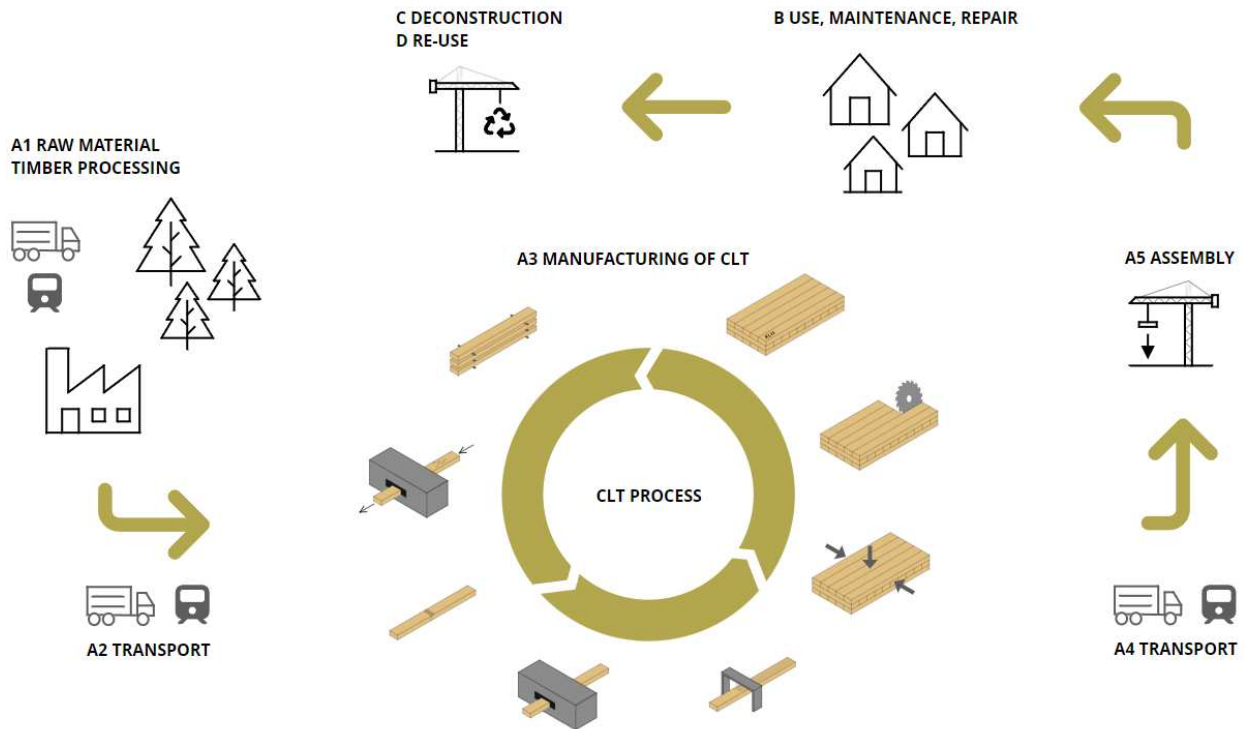 C DECONSTRUCTION
D RE-USE
B USE, MAINTENANCE, REPAIR
A1 RAW MATERIAL
TIMBER PROCESSING
A3 MANUFACTURING OF CLT
A5 ASSEMBLY
CLT PROCESS
A2 TRANSPORT
A4 TRANSPORT